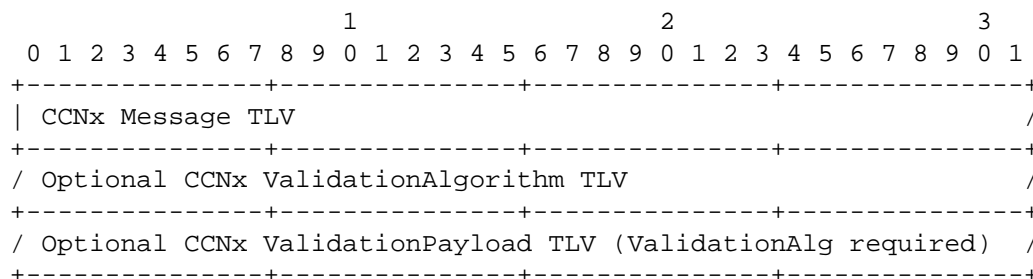 1                   2                   3
 0 1 2 3 4 5 6 7 8 9 0 1 2 3 4 5 6 7 8 9 0 1 2 3 4 5 6 7 8 9 0 1
+---------------+---------------+---------------+---------------+
| CCNx Message TLV                                              /
+---------------+---------------+---------------+---------------+
/ Optional CCNx ValidationAlgorithm TLV                         /
+---------------+---------------+---------------+---------------+
/ Optional CCNx ValidationPayload TLV (ValidationAlg required)  /
+---------------+---------------+---------------+---------------+